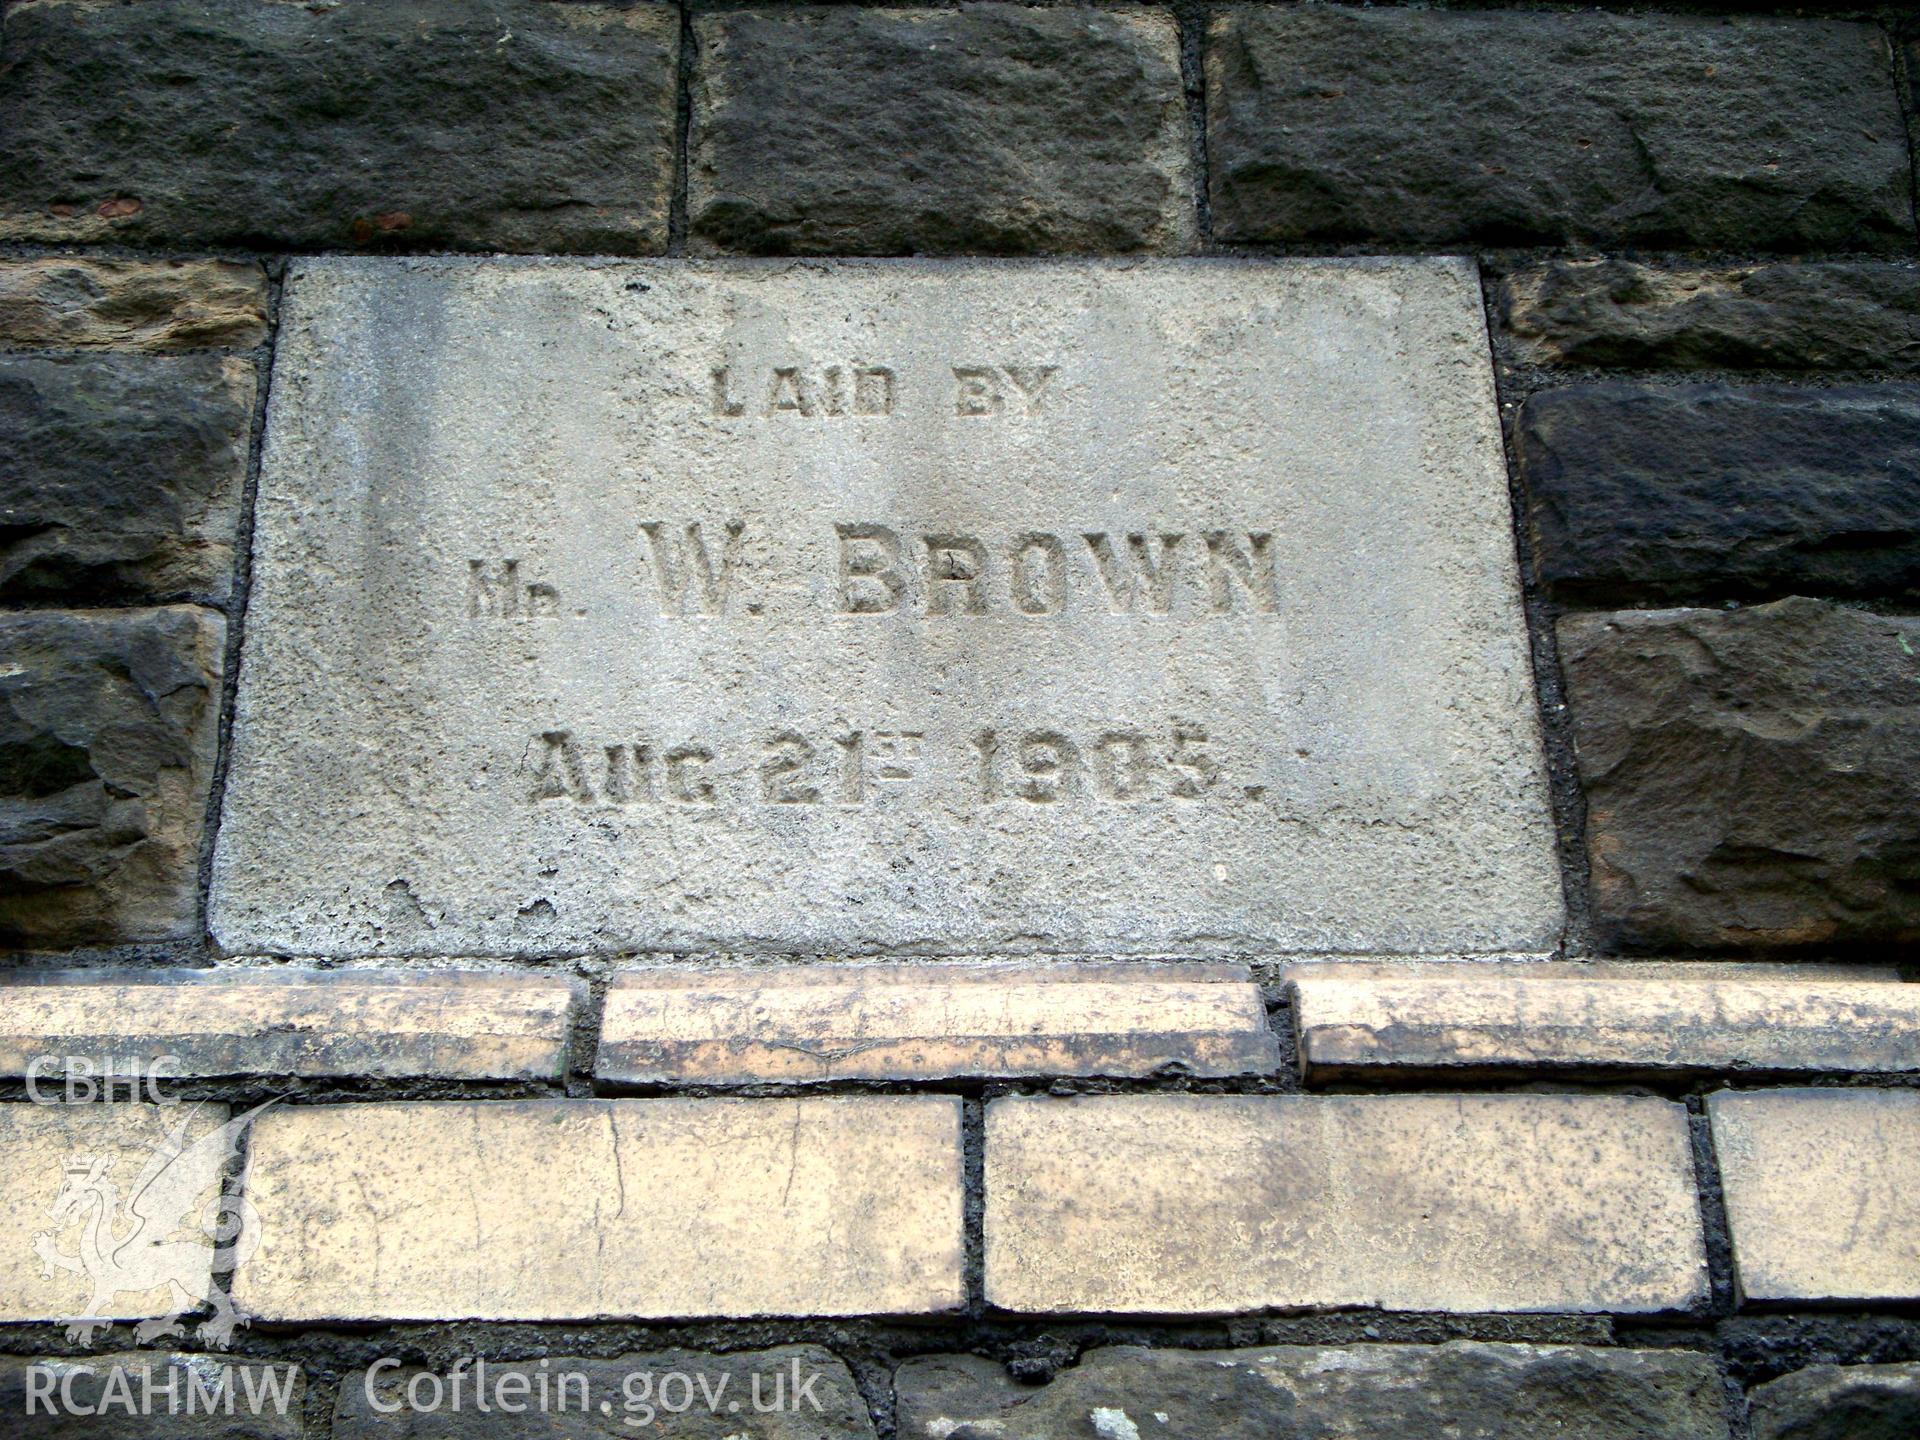 LAID BY
MR. W. BROWN
AUG 21ST 1905.
CBHC
RCAHMW Coflein.gov.uk